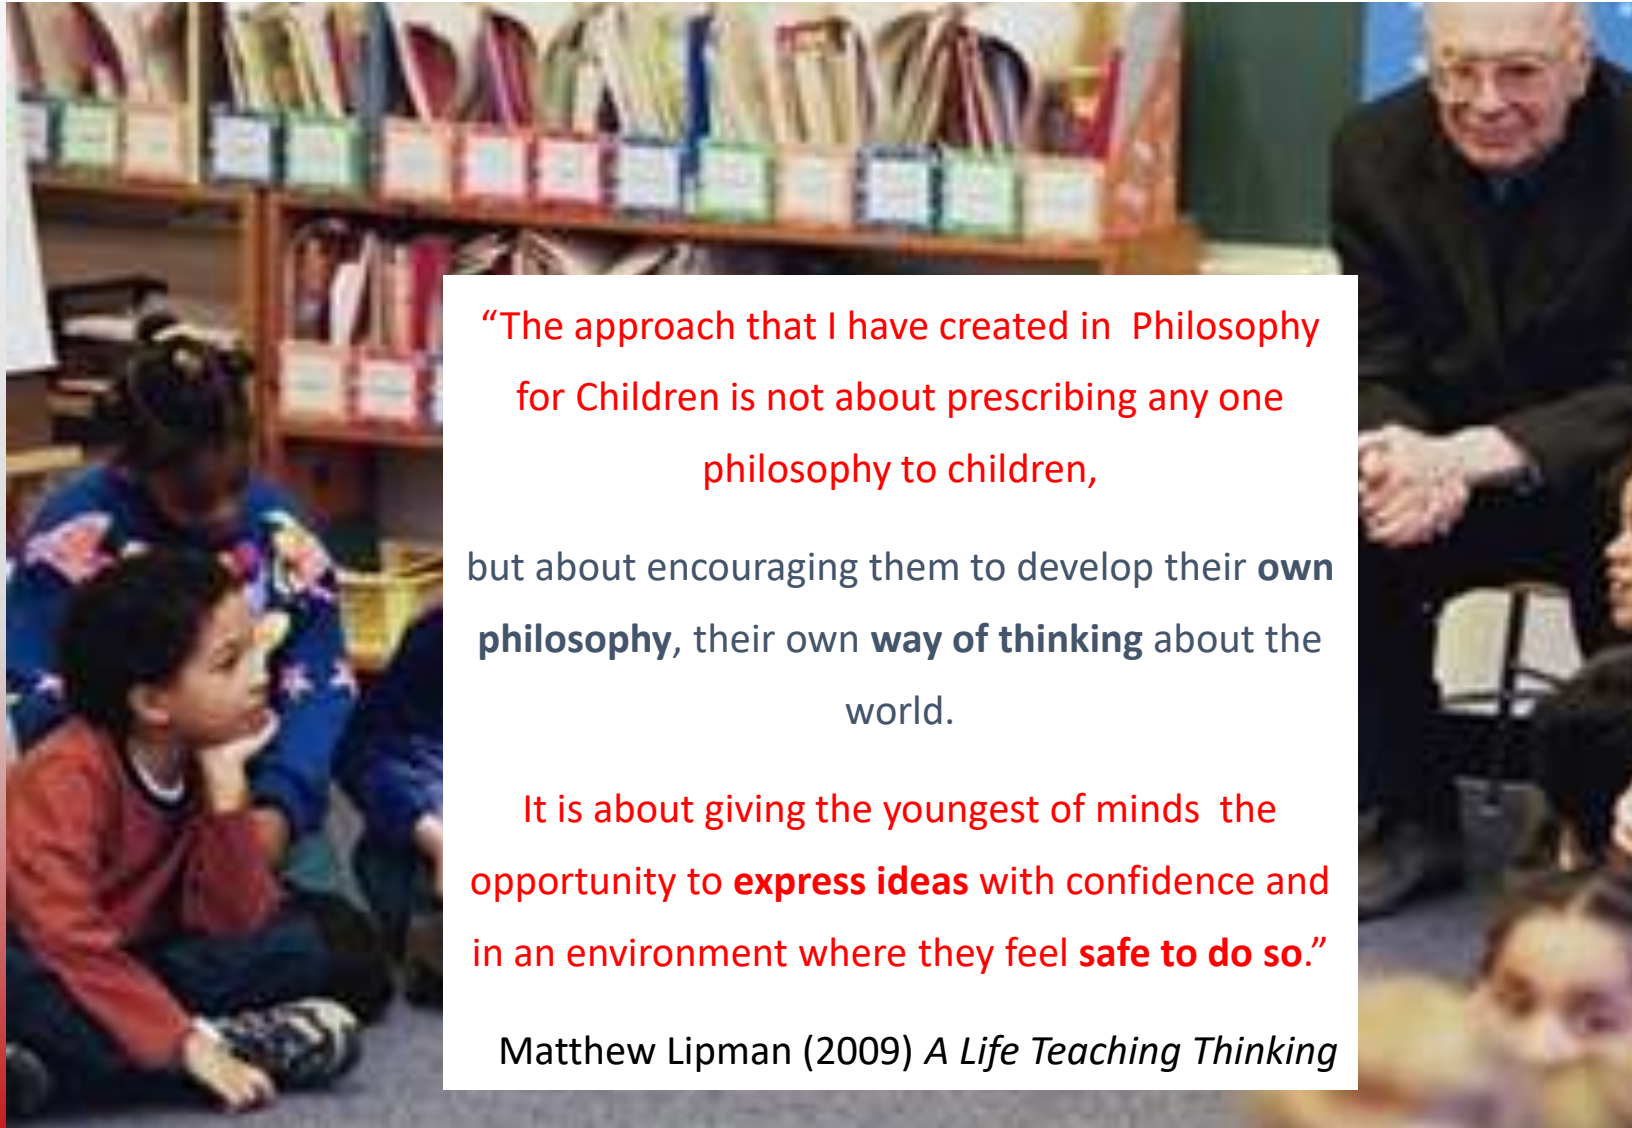 “The approach that I have created in  Philosophy
for Children is not about prescribing any one
philosophy to children,
but about encouraging them to develop their own
philosophy, their own way of thinking about the
world.
It is about giving the youngest of minds  the
opportunity to express ideas with confidence and
in an environment where they feel safe to do so.”
Matthew Lipman (2009) A Life Teaching Thinking